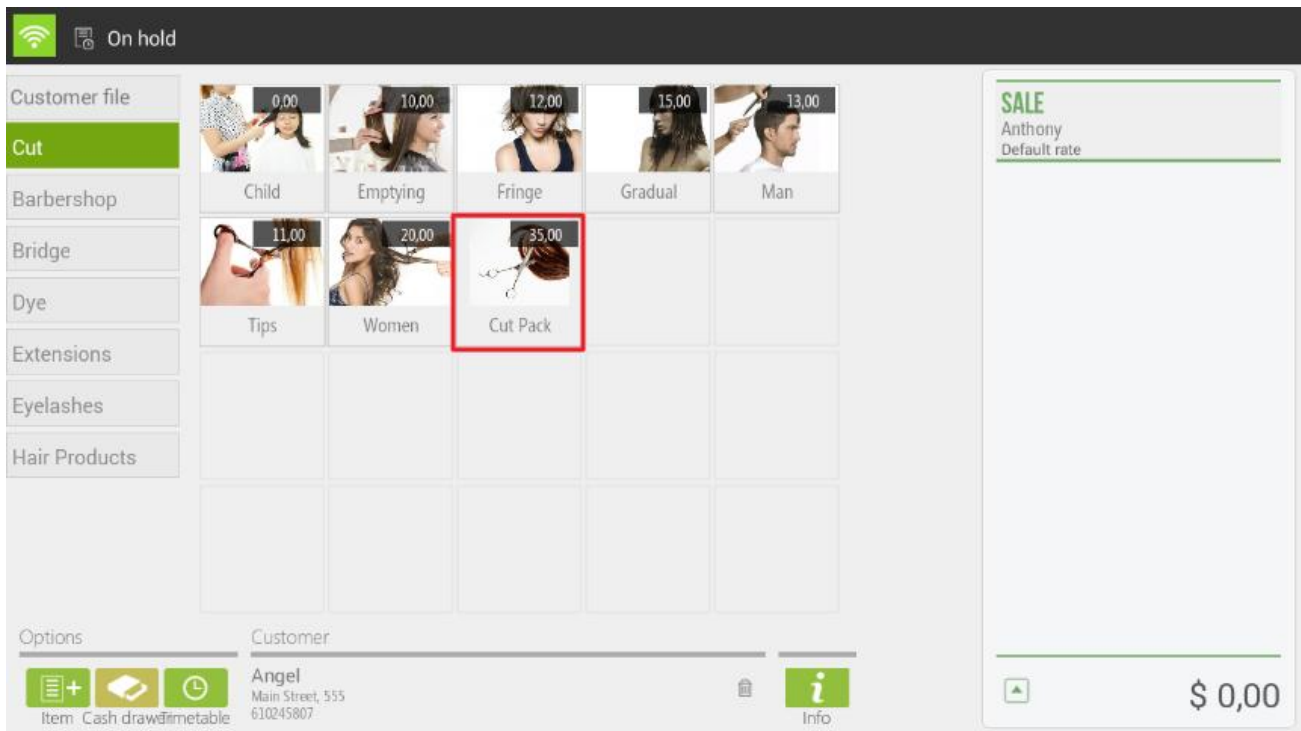 On hold
Customer file
Cut
Barbershop
Bridge
Dye
Extensions
Eyelashes
Hair Products
0,00
10,00
12,00
15,00
13,00
Child
Emptying
Fringe
Gradual
Man
11,00
20,00
35,00
Tips
Women
Cut Pack
SALE
Anthony
Default rate
Options
Customer
Angel
Main Street, 555
610245807
Item
Cash drawer
Timetable
Info
$ 0,00